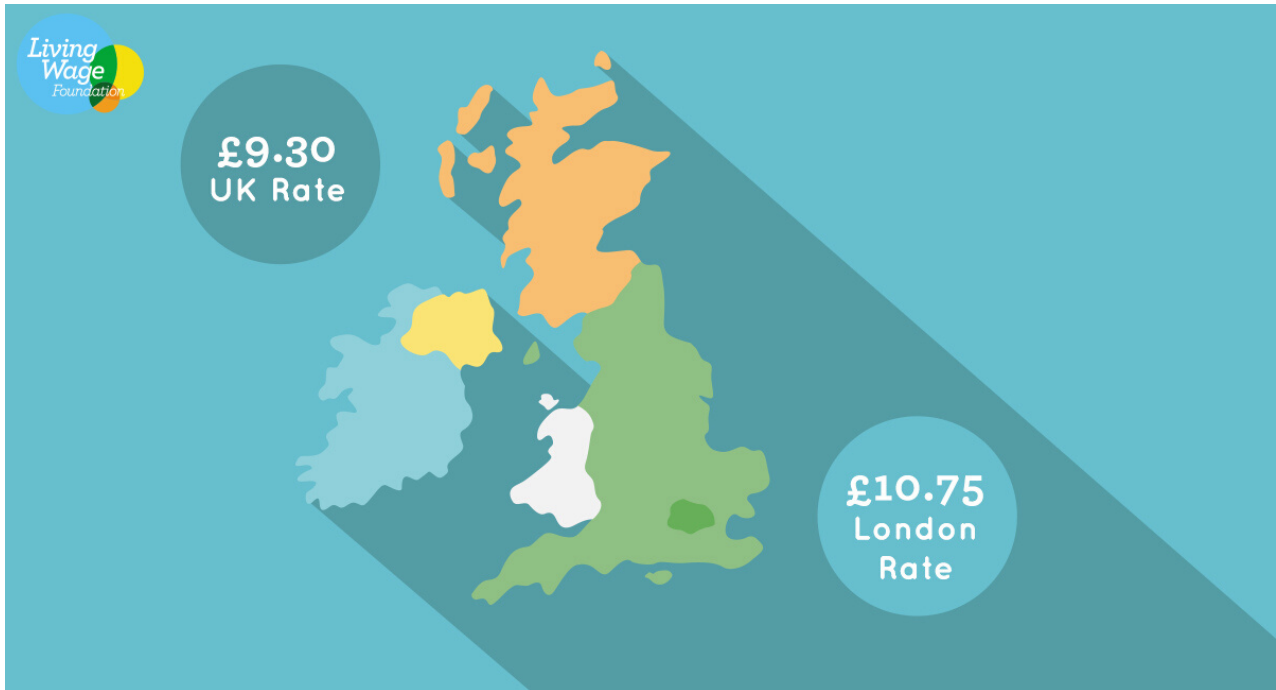 Living
Wage
Foundation
£9.30
UK Rate
£10.75
London
Rate